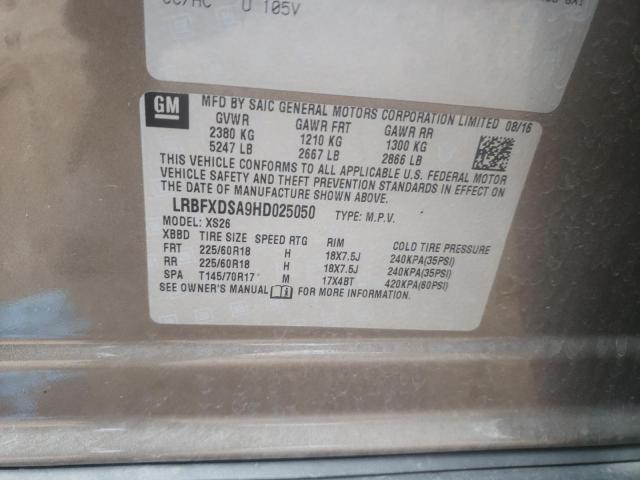 U 105V
GM
MFD BY SAIC GENERAL MOTORS CORPORATION LIMITED 08/16
GVWR GAWR FRT GAWR RR
2380 KG 1210 KG 1300 KG
5247 LB 2667 LB 2866 LB
THIS VEHICLE CONFORMS TO ALL APPLICABLE U.S. FEDERAL MOTOR
VEHICLE SAFETY AND THEFT PREVENTION STANDARDS IN EFFECT ON
THE DATE OF MANUFACTURE SHOWN ABOVE.
LRBFXDSA9HD025050 TYPE: M.P.V.
MODEL: XS26
XBBD TIRE SIZE SPEED RTG RIM COLD TIRE PRESSURE
FRT 225/60R18 H 18X7.5J 240KPA(35PSI)
RR 225/60R18 H 18X7.5J 240KPA(35PSI)
SPA T145/70R17 M 17X4BT 420KPA(60PSI)
SEE OWNER'S MANUAL FOR MORE INFORMATION.